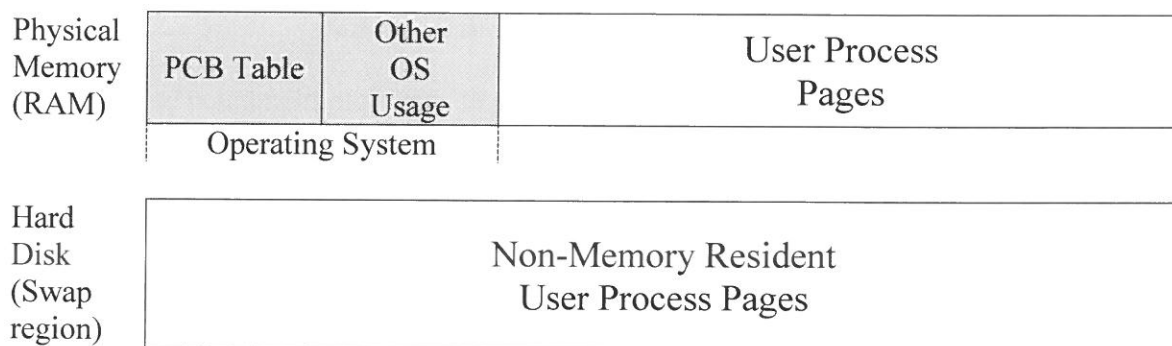 Physical
Memory
(RAM)
PCB Table
Other
OS
Usage
User Process
Pages
Operating System
Hard
Disk
(Swap
region)
Non-Memory Resident
User Process Pages